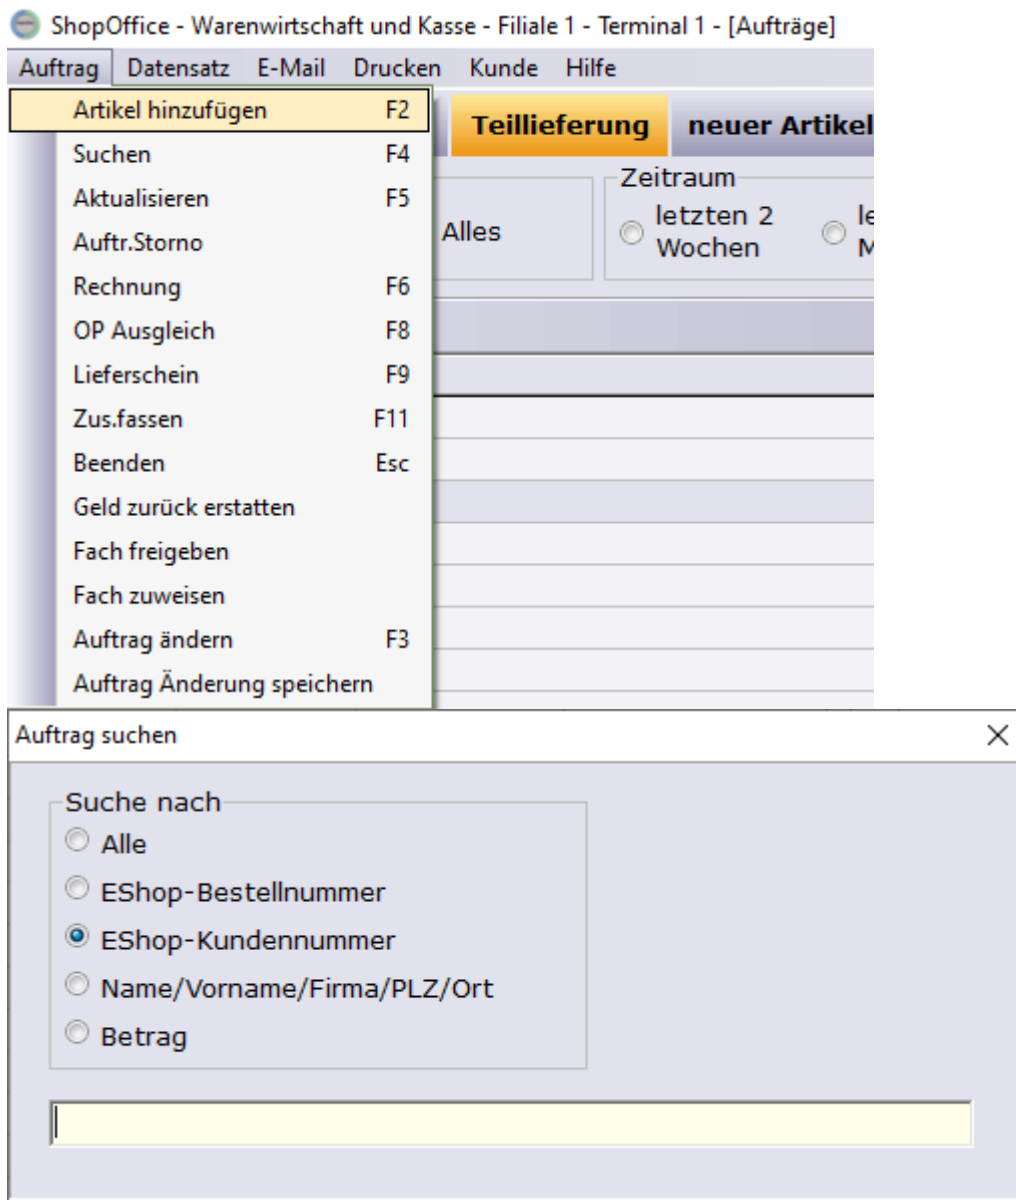 ShopOffice - Warenwirtschaft und Kasse - Filiale 1 - Terminal 1 - [Aufträge]
Auftrag Datensatz E-Mail Drucken Kunde Hilfe
Artikel hinzufügen F2
Suchen F4
Aktualisieren F5
Auftr.Storno
Rechnung F6
OP Ausgleich F8
Lieferschein F9
Zus.fassen F11
Beenden Esc
Geld zurück erstatten
Fach freigeben
Fach zuweisen
Auftrag ändern F3
Auftrag Änderung speichern
Teillieferung neuer Artikel
Alles
Zeitraum
letzten 2
Wochen
Auftrag suchen
Suche nach
Alle
EShop-Bestellnummer
EShop-Kundennummer
Name/Vorname/Firma/PLZ/Ort
Betrag